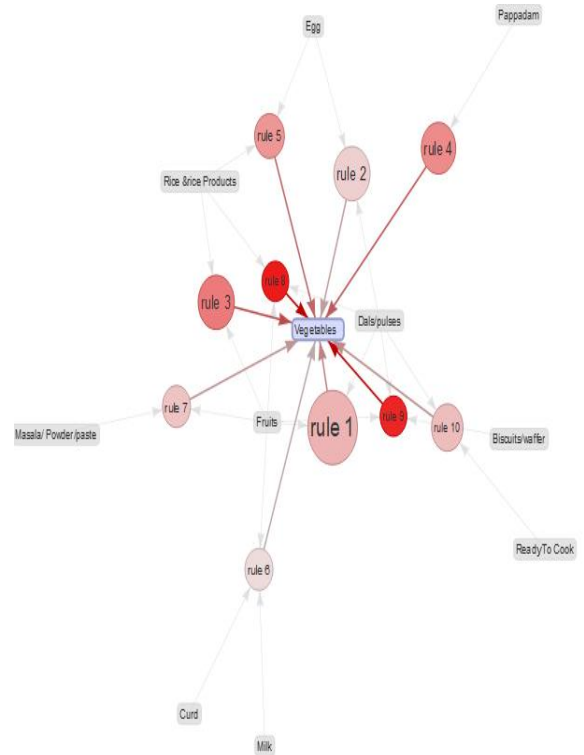 Pappadam
Egg
rule 5
rule 4
rule 2
Rice &rice Products
rule 8
rule 3
Dals/pulses
Vegetables
rule 7
Fruits
rule 1
rule 9
rule 10
Masala/ Powder/paste
Biscuits/waffer
ReadyTo Cook
rule 6
Curd
Milk